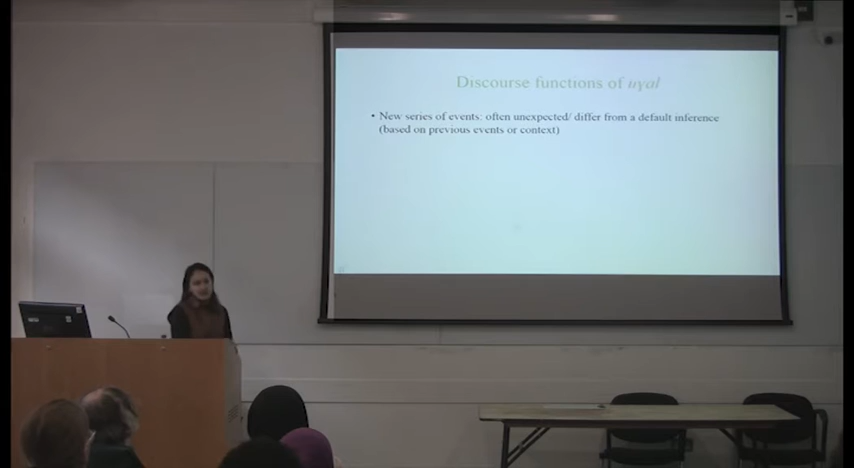 Discourse functions of uɣal
• New series of events: often unexpected/ differ from a default inference
(based on previous events or context)